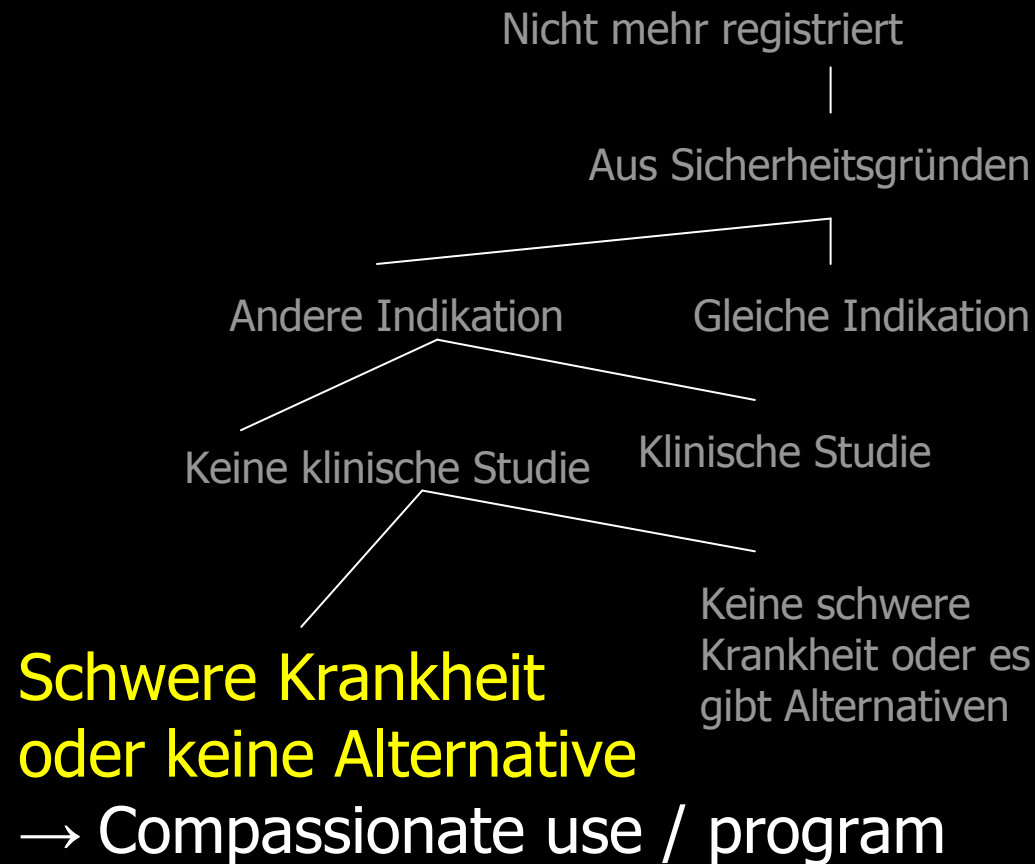 Nicht mehr registriert
Aus Sicherheitsgründen
Andere Indikation
Gleiche Indikation
Keine klinische Studie
Klinische Studie
Keine schwere
Krankheit oder es
gibt Alternativen
Schwere Krankheit
oder keine Alternative
→ Compassionate use / program